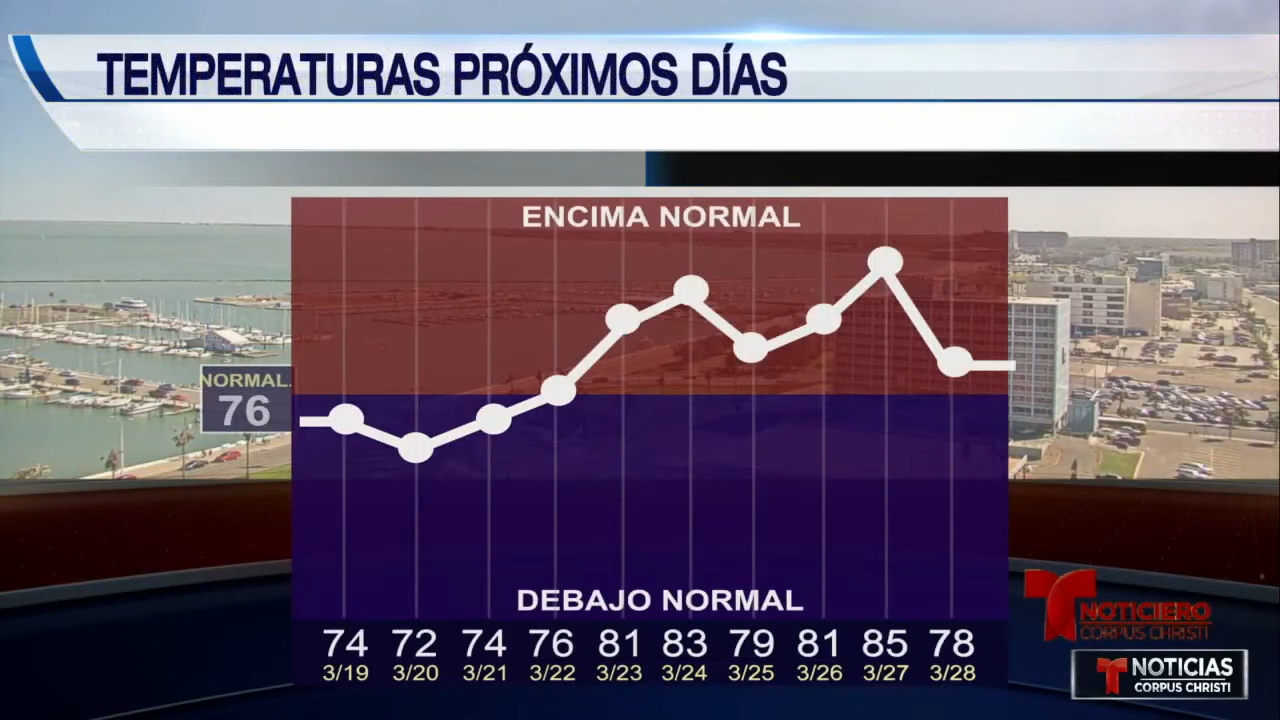 TEMPERATURAS PRÓXIMOS DÍAS
ENCIMA NORMAL
NORMAL
76
DEBAJO NORMAL
74 72 74 76 81 83 79 81 85 78
3/19 3/20 3/21 3/22 3/23 3/24 3/25 3/26 3/27 3/28
NOTICIERO
CORPUS CHRISTI
NOTICIAS
CORPUS CHRISTI